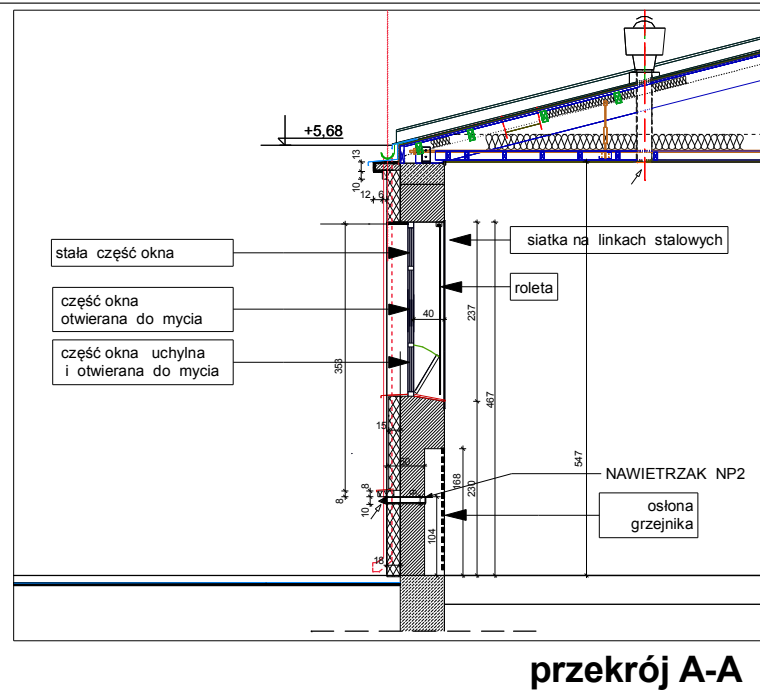 +5,68
13
10
12
6
stała część okna
siatka na linkach stalowych
część okna
otwierana do mycia
roleta
40
237
część okna uchylna
i otwierana do mycia
353
467
15
547
168
230
NAWIETRZAK NP2
8
8
10
104
osłona
grzejnika
18
przekrój A-A